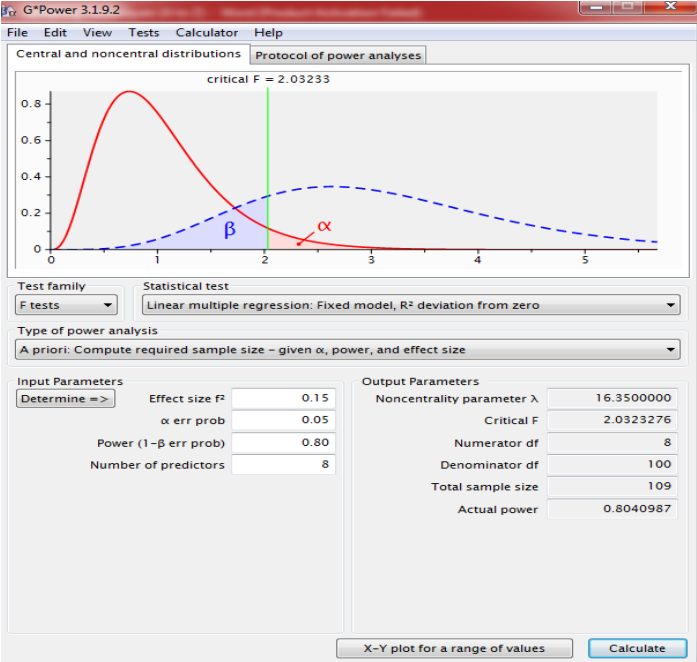 G*Power 3.1.9.2
File Edit View Tests Calculator Help
Central and noncentral distributions Protocol of power analyses
critical F = 2.03233
0.8
0.6
0.4
0.2
0
β
α
0 1 2 3 4 5
Test family Statistical test
F tests Linear multiple regression: Fixed model, R² deviation from zero
Type of power analysis
A priori: Compute required sample size – given α, power, and effect size
Input Parameters Output Parameters
Determine => Effect size f² 0.15 Noncentrality parameter λ 16.3500000
α err prob 0.05 Critical F 2.0323276
Power (1-β err prob) 0.80 Numerator df 8
Number of predictors 8 Denominator df 100
Total sample size 109
Actual power 0.8040987
X-Y plot for a range of values Calculate